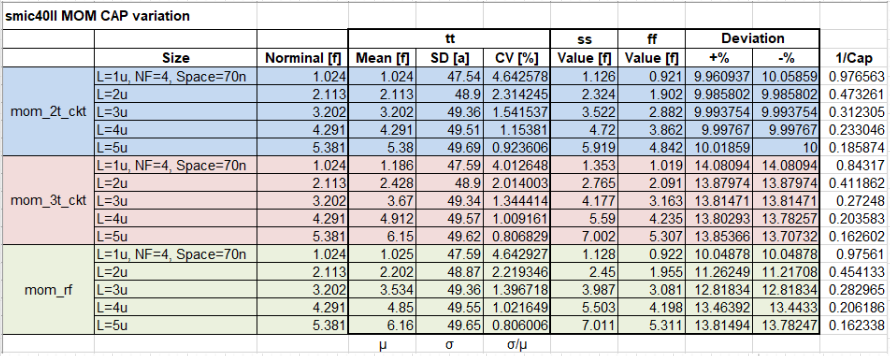 smic40ll MOM CAP variation
tt ss ff Deviation
Size Norminal [f] Mean [f] SD [a] CV [%] Value [f] Value [f] +% -% 1/Cap
mom_2t_ckt L=1u, NF=4, Space=70n 1.024 1.024 47.54 4.642578 1.126 0.921 9.960937 10.05859 0.976563
L=2u 2.113 2.113 48.9 2.314245 2.324 1.902 9.985802 9.985802 0.473261
L=3u 3.202 3.202 49.36 1.541537 3.522 2.882 9.993754 9.993754 0.312305
L=4u 4.291 4.291 49.51 1.15381 4.72 3.862 9.99767 9.99767 0.233046
L=5u 5.381 5.38 49.69 0.923606 5.919 4.842 10.01859 10 0.185874
mom_3t_ckt L=1u, NF=4, Space=70n 1.024 1.186 47.59 4.012648 1.353 1.019 14.08094 14.08094 0.84317
L=2u 2.113 2.428 48.9 2.014003 2.765 2.091 13.87974 13.87974 0.411862
L=3u 3.202 3.67 49.34 1.344414 4.177 3.163 13.81471 13.81471 0.27248
L=4u 4.291 4.912 49.57 1.009161 5.59 4.235 13.80293 13.78257 0.203583
L=5u 5.381 6.15 49.62 0.806829 7.002 5.307 13.85366 13.70732 0.162602
mom_rf L=1u, NF=4, Space=70n 1.024 1.025 47.59 4.642927 1.128 0.922 10.04878 10.04878 0.97561
L=2u 2.113 2.202 48.87 2.219346 2.45 1.955 11.26249 11.21708 0.454133
L=3u 3.202 3.534 49.36 1.396718 3.987 3.081 12.81834 12.81834 0.282965
L=4u 4.291 4.85 49.55 1.021649 5.503 4.198 13.46392 13.4433 0.206186
L=5u 5.381 6.16 49.65 0.806006 7.011 5.311 13.81494 13.78247 0.162338
μ σ σ/μ